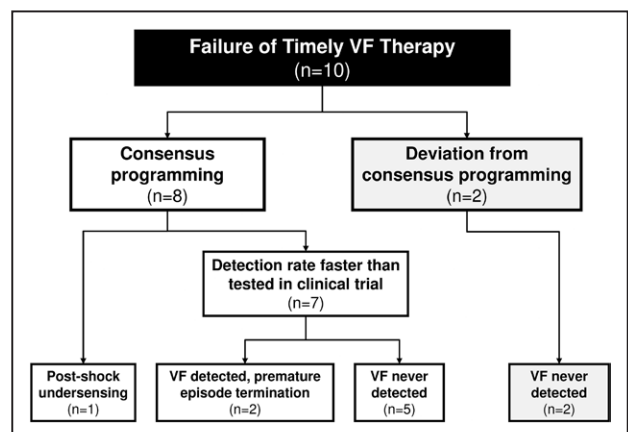 Failure of Timely VF Therapy
(n=10)
Consensus
programming
(n=8)
Deviation from
consensus programming
(n=2)
Detection rate faster than
tested in clinical trial
(n=7)
Post-shock
undersensing
(n=1)
VF detected, premature
episode termination
(n=2)
VF never
detected
(n=5)
VF never
detected
(n=2)